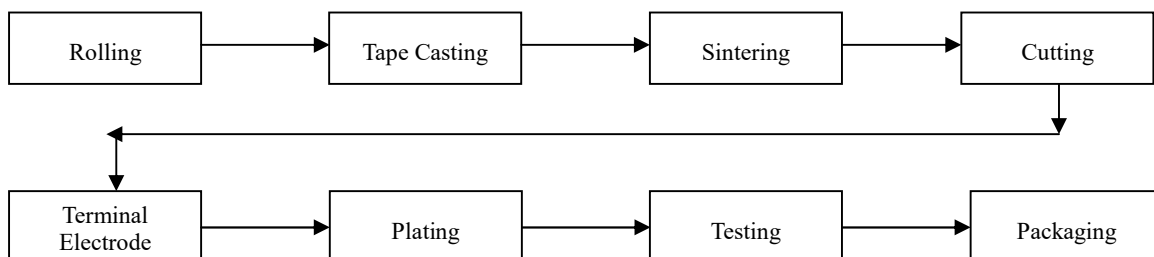 Rolling
Tape Casting
Sintering
Cutting
Terminal
Electrode
Plating
Testing
Packaging